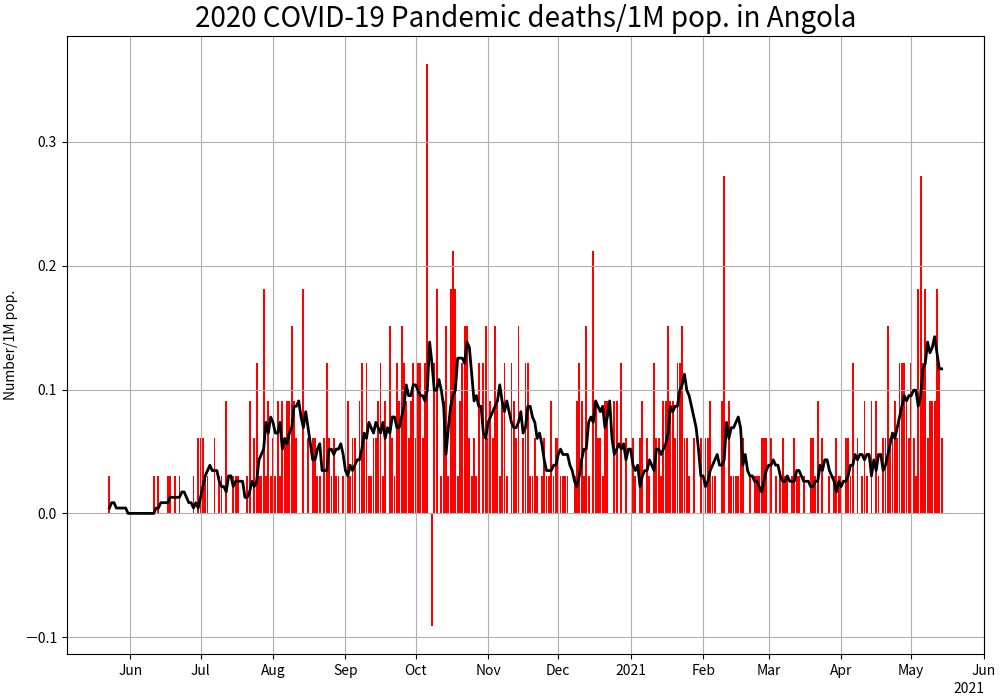 2020 COVID-19 Pandemic deaths/1M pop. in Angola
Number/1M pop.
0.3
0.2
0.1
0.0
−0.1
Jun Jul Aug Sep Oct Nov Dec 2021 Feb Mar Apr May Jun
2021